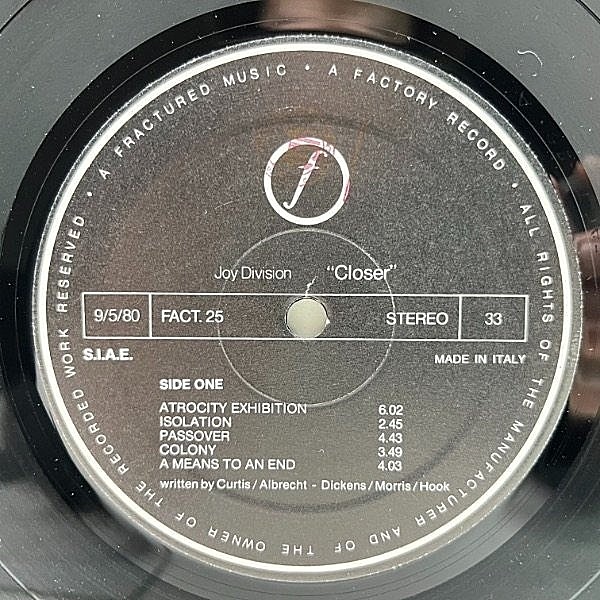 • A FRACTURED MUSIC • A FACTORY RECORD • ALL RIGHTS OF THE MANUFACTURER AND OF THE OWNER OF THE RECORDED WORK RESERVED
f
Joy Division "Closer"
9/5/80 FACT. 25 STEREO 33
S.I.A.E. MADE IN ITALY
SIDE ONE
ATROCITY EXHIBITION 6.02
ISOLATION 2.45
PASSOVER 4.43
COLONY 3.49
A MEANS TO AN END 4.03
written by Curtis/Albrecht - Dickens/Morris/Hook